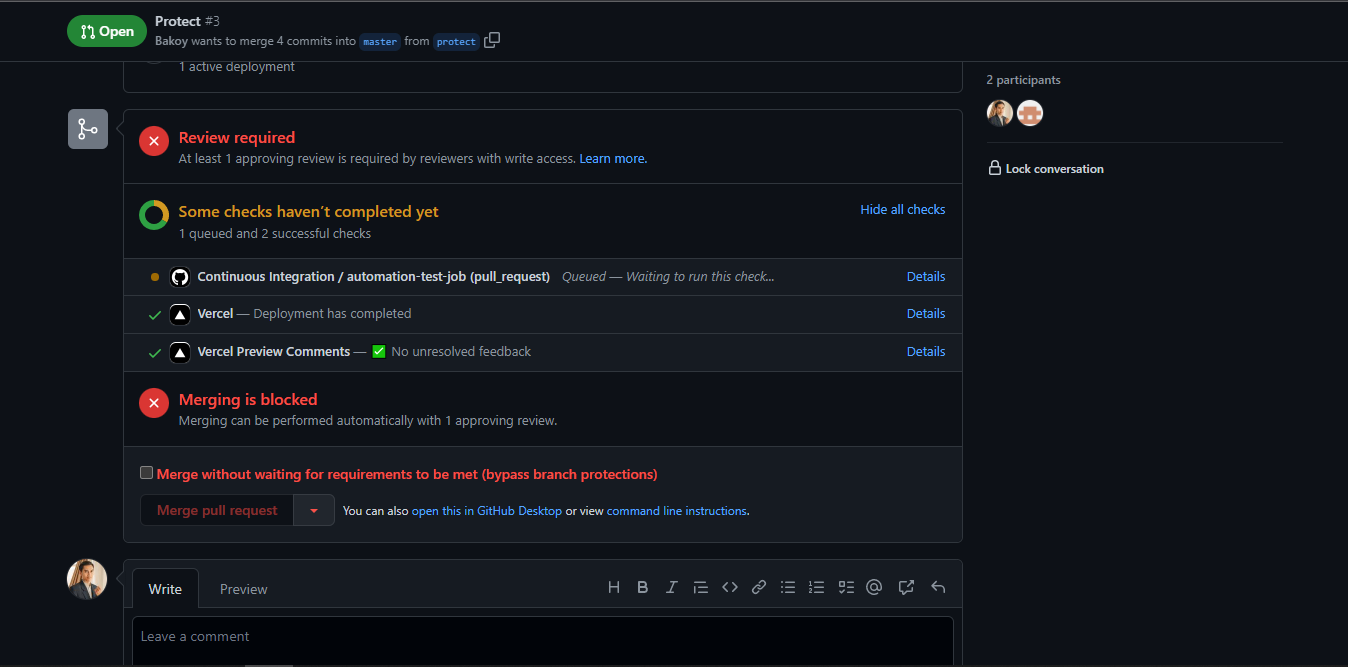 Open
Protect #3
Bakoy wants to merge 4 commits into master from protect
1 active deployment
2 participants
Lock conversation
Review required
At least 1 approving review is required by reviewers with write access. Learn more.
Some checks haven't completed yet
Hide all checks
1 queued and 2 successful checks
Continuous Integration / automation-test-job (pull_request) Queued — Waiting to run this check... Details
Vercel — Deployment has completed Details
Vercel Preview Comments — ✅ No unresolved feedback Details
Merging is blocked
Merging can be performed automatically with 1 approving review.
Merge without waiting for requirements to be met (bypass branch protections)
Merge pull request You can also open this in GitHub Desktop or view command line instructions.
Write Preview
Leave a comment